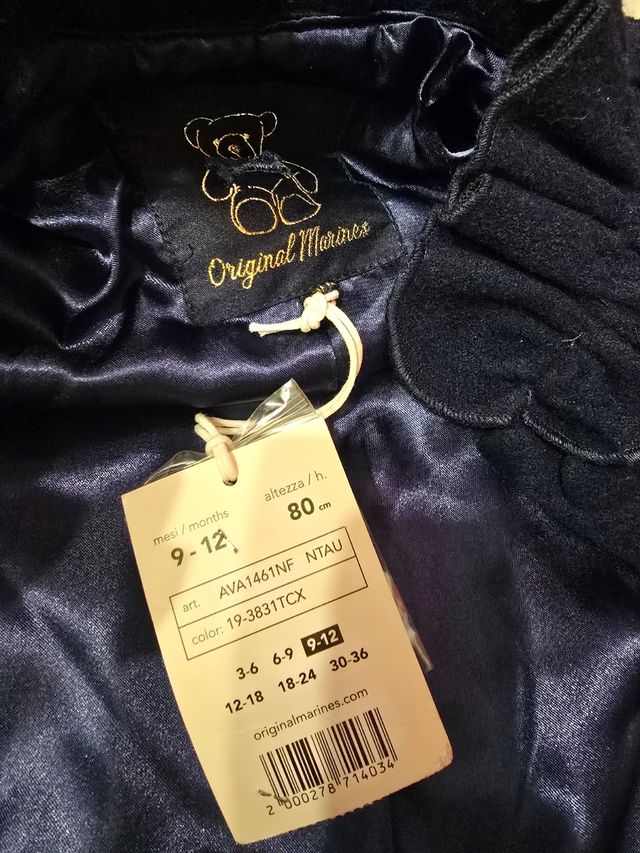 Original Marines
mesi / months
altezza / h.
9 - 12
80 cm
art. AVA1461NF NTAU
color: 19-3831TCX
3-6 6-9 9-12
12-18 18-24 30-36
originalmarines.com
2 000278 714034